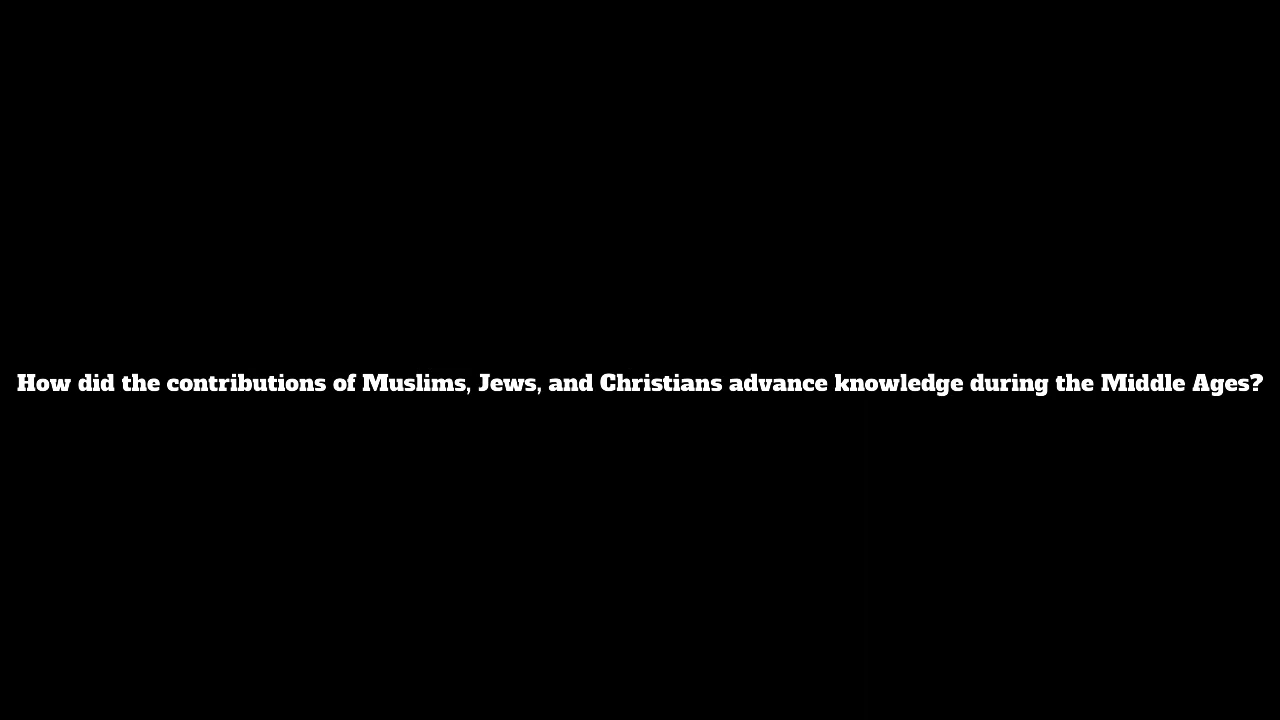 How did the contributions of Muslims, Jews, and Christians advance knowledge during the Middle Ages?